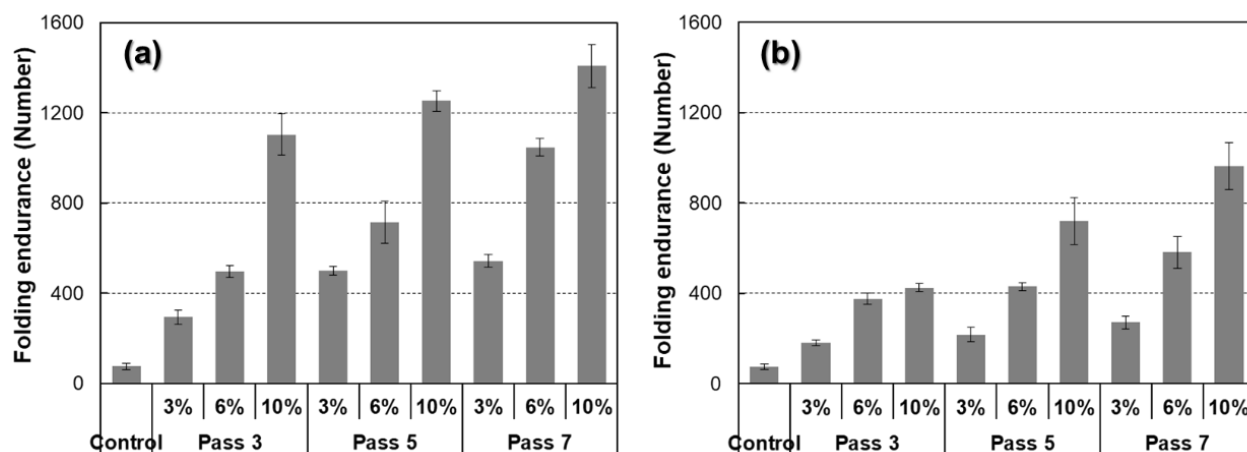 (a)
Folding endurance (Number)
1600
1200
800
400
0
3% 6% 10% 3% 6% 10% 3% 6% 10%
Control Pass 3 Pass 5 Pass 7
(b)
Folding endurance (Number)
1600
1200
800
400
0
3% 6% 10% 3% 6% 10% 3% 6% 10%
Control Pass 3 Pass 5 Pass 7